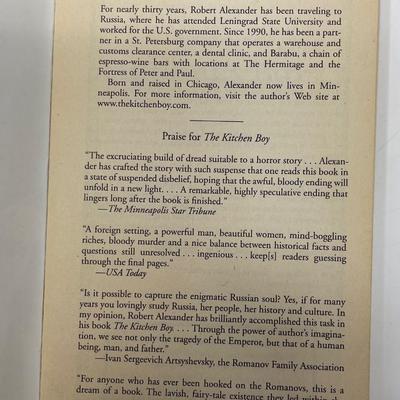 For nearly thirty years, Robert Alexander has been traveling to
Russia, where he has attended Leningrad State University and
worked for the U.S. government. Since 1990, he has been a part-
ner in a St. Petersburg company that operates a warehouse and
customs clearance center, a dental clinic, and Barabu, a chain of
espresso-wine bars with locations at The Hermitage and the
Fortress of Peter and Paul.
Born and raised in Chicago, Alexander now lives in Min-
neapolis. For more information, visit the author's Web site at
www.thekitchenboy.com.
Praise for The Kitchen Boy
"The excruciating build of dread suitable to a horror story . . . Alexan-
der has crafted the story with such suspense that one reads this book in
a state of suspended disbelief, hoping that the awful, bloody ending will
unfold in a new light. . . . A remarkable, highly speculative ending that
lingers long after the book is finished."
—The Minneapolis Star Tribune
"A foreign setting, a powerful man, beautiful women, mind-boggling
riches, bloody murder and a nice balance between historical facts and
questions still unresolved . . . ingenious . . . keep[s] readers guessing
through the final pages."
—USA Today
"Is it possible to capture the enigmatic Russian soul? Yes, if for many
years you lovingly study Russia, her people, her history and culture. In
my opinion, Robert Alexander has brilliantly accomplished this task in
his book The Kitchen Boy. . . . Through the power of author's imagina-
tion, we see not only the tragedy of the Emperor, but that of a human
being, man, and father."
—Ivan Sergeevich Artsyshevsky, the Romanov Family Association
"For anyone who has ever been hooked on the Romanovs, this is a
dream of a book. The lavish, fairy-tale existence they led within the